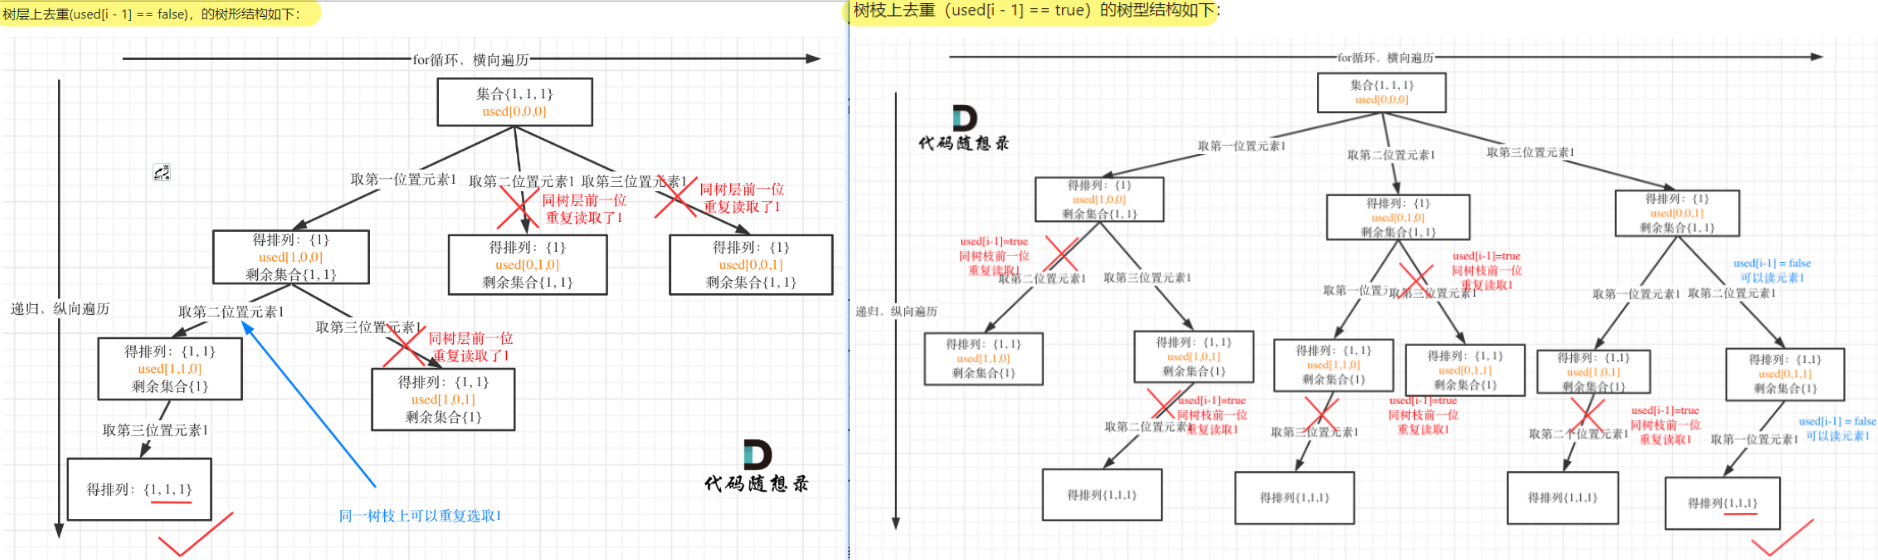 树层上去重(used[i - 1] == false)，的树形结构如下：
for循环，横向遍历
集合{1, 1, 1}
used[0,0,0]
取第一位置元素1
取第二位置元素1
取第三位置元素1
同树层前一位
重复读取了1
同树层前一位
重复读取了1
得排列：{1}
used[1,0,0]
剩余集合{1, 1}
得排列：{1}
used[0,1,0]
剩余集合{1, 1}
得排列：{1}
used[0,0,1]
剩余集合{1, 1}
递归，纵向遍历
取第二位置元素1
取第三位置元素1
同树层前一位
重复读取了1
得排列：{1, 1}
used[1,1,0]
剩余集合{1}
得排列：{1, 1}
used[1,0,1]
剩余集合{1}
取第三位置元素1
得排列：{1, 1, 1}
同一树枝上可以重复选取1
代码随想录
树枝上去重（used[i - 1] == true）的树型结构如下：
for循环，横向遍历
集合{1, 1, 1}
used[0,0,0]
代码随想录
取第一位置元素1
取第二位置元素1
取第三位置元素1
得排列：{1}
used[1,0,0]
剩余集合{1, 1}
得排列：{1}
used[0,1,0]
剩余集合{1, 1}
得排列：{1}
used[0,0,1]
剩余集合{1, 1}
used[i-1]=true
同树枝前一位
重复读取1
取第二位置元素1
取第三位置元素1
used[i-1]=true
同树枝前一位
重复读取1
取第一位置元素1
取第三位置元素1
used[i-1] = false
可以读元素1
取第一位置元素1
取第二位置元素1
递归，纵向遍历
得排列：{1, 1}
used[1,1,0]
剩余集合{1}
得排列：{1, 1}
used[1,0,1]
剩余集合{1}
得排列：{1, 1}
used[1,1,0]
剩余集合{1}
得排列：{1, 1}
used[0,1,1]
剩余集合{1}
得排列：{1,1}
used[1,0,1]
剩余集合{1}
得排列：{1,1}
used[0,1,1]
剩余集合{1}
used[i-1]=true
同树枝前一位
重复读取1
取第二位置元素1
used[i-1]=true
同树枝前一位
重复读取1
取第三位置元素1
used[i-1]=true
同树枝前一位
重复读取1
取第二个位置元素1
used[i-1] = false
可以读元素1
取第一位置元素1
得排列{1,1,1}
得排列{1,1,1}
得排列{1,1,1}
得排列{1,1,1}